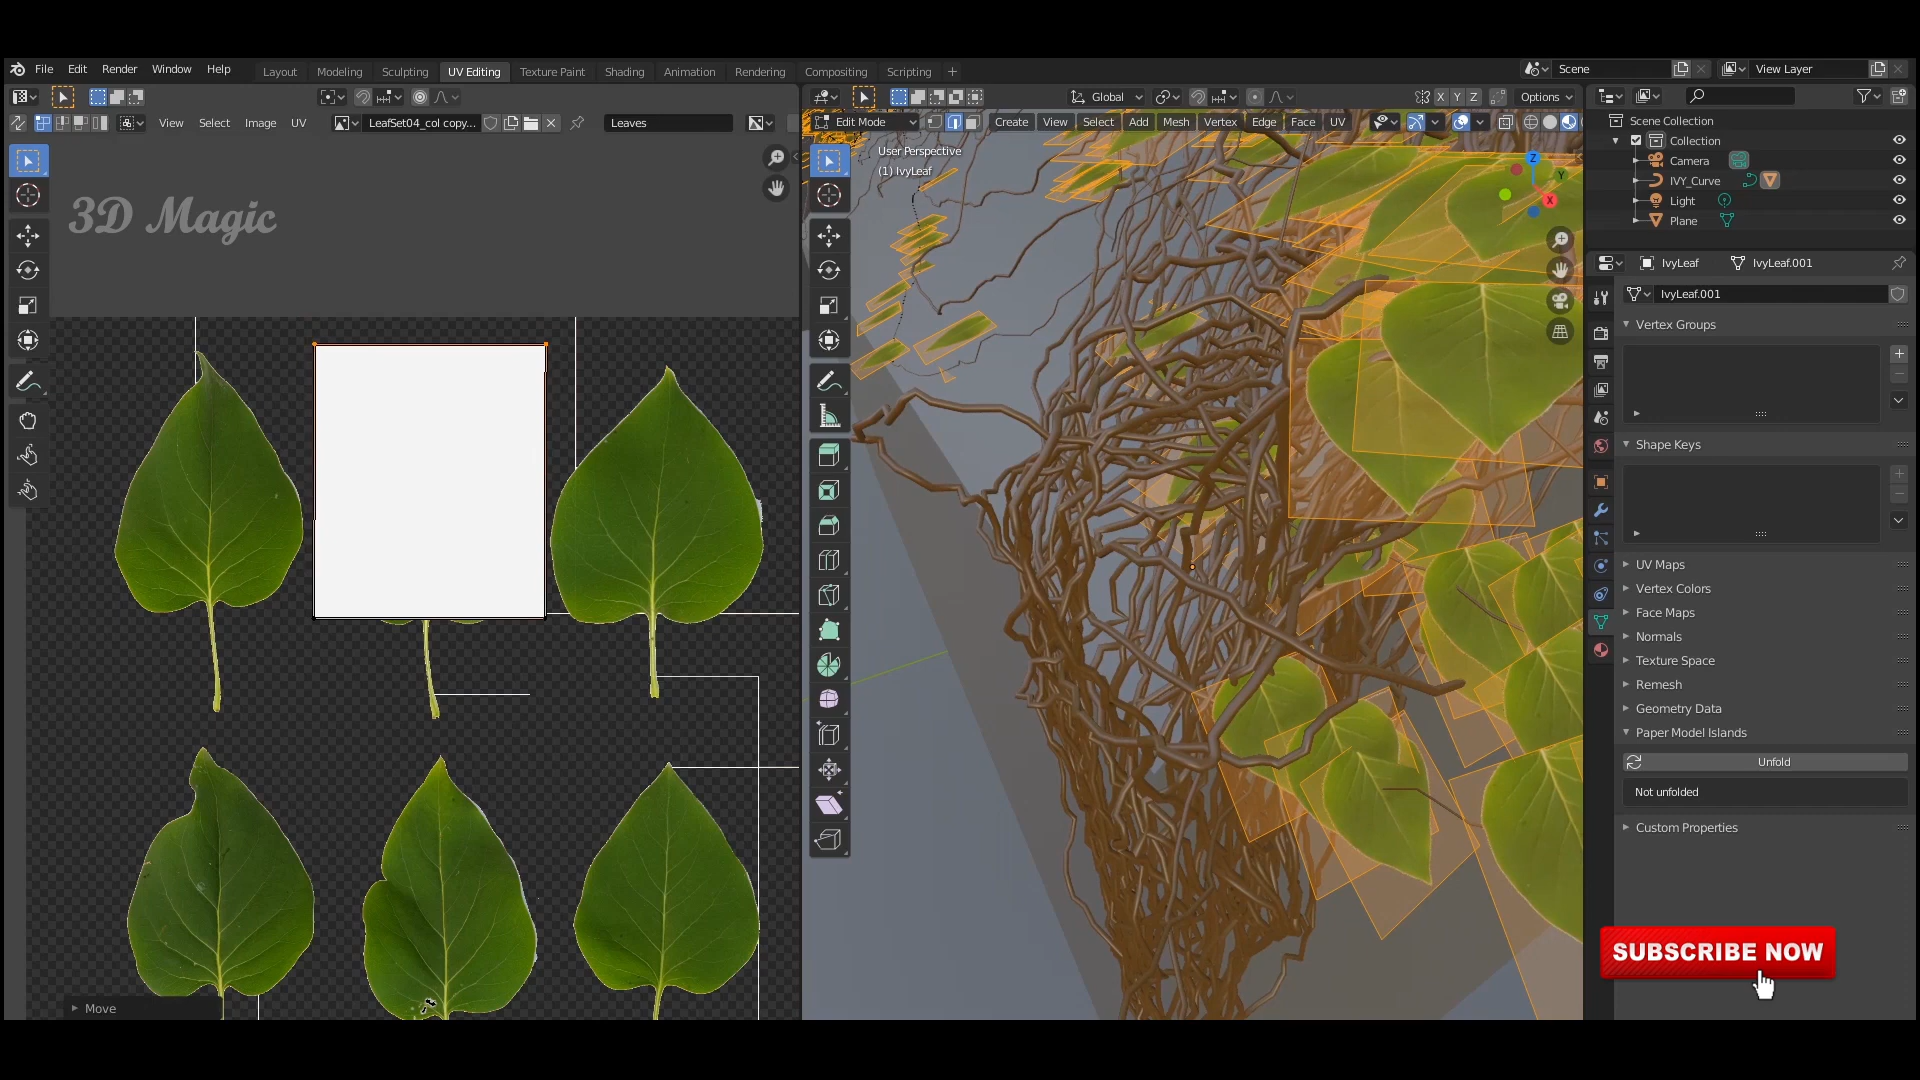 File Edit Render Window Help
Layout Modeling Sculpting UV Editing Texture Paint Shading Animation Rendering Compositing Scripting +
Scene
View Layer
Global
X Y Z
Options
View Select Image UV
LeafSet04_col copy...
Leaves
Edit Mode
Create View Select Add Mesh Vertex Edge Face UV
User Perspective
(1) IvyLeaf
Z
Y
X
3D Magic
Move
Scene Collection
Collection
Camera
IVY_Curve
Light
Plane
IvyLeaf
IvyLeaf.001
IvyLeaf.001
Vertex Groups
Shape Keys
UV Maps
Vertex Colors
Face Maps
Normals
Texture Space
Remesh
Geometry Data
Paper Model Islands
Unfold
Not unfolded
Custom Properties
SUBSCRIBE NOW